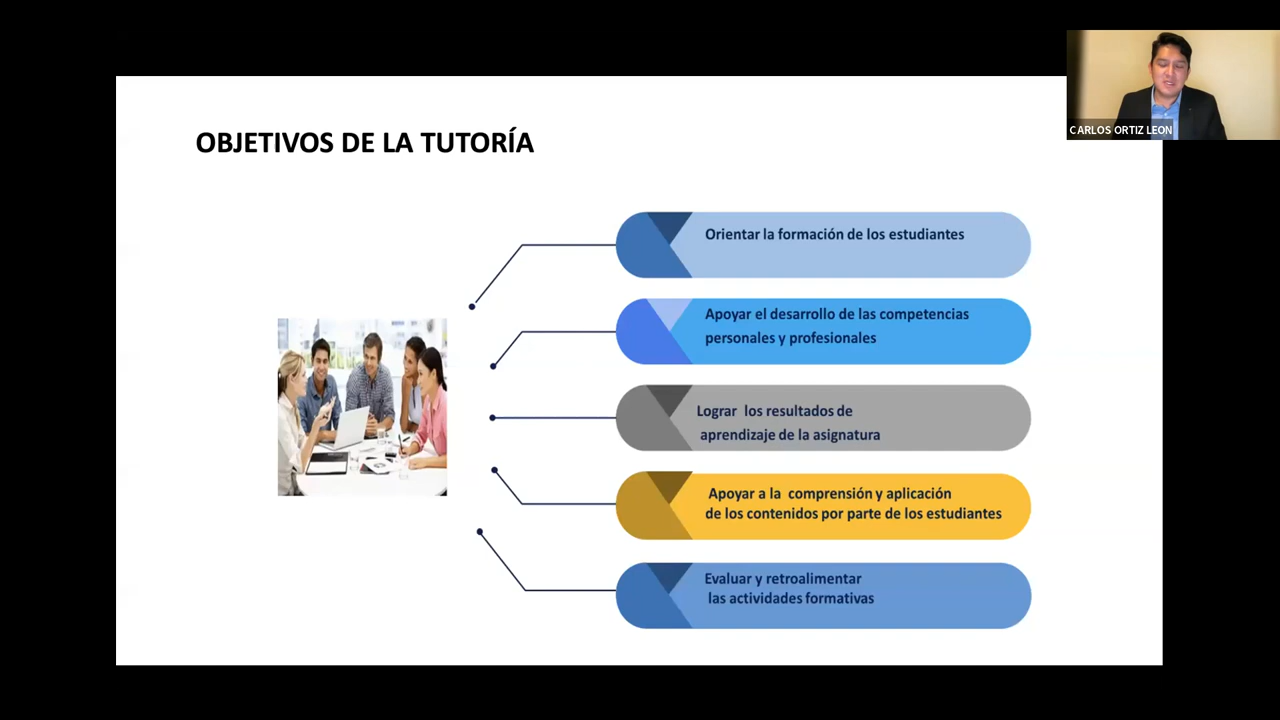 CARLOS ORTIZ LEON
OBJETIVOS DE LA TUTORÍA
Orientar la formación de los estudiantes
Apoyar el desarrollo de las competencias
personales y profesionales
Lograr los resultados de
aprendizaje de la asignatura
Apoyar a la comprensión y aplicación
de los contenidos por parte de los estudiantes
Evaluar y retroalimentar
las actividades formativas